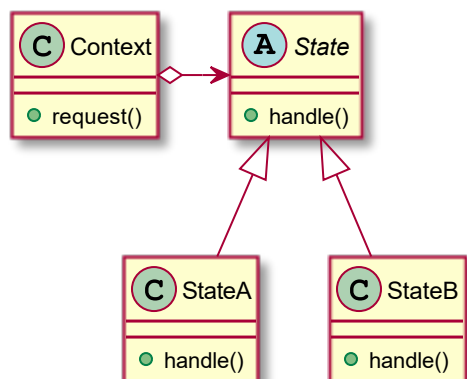 C Context
A State
request()
handle()
C StateA
C StateB
handle()
handle()